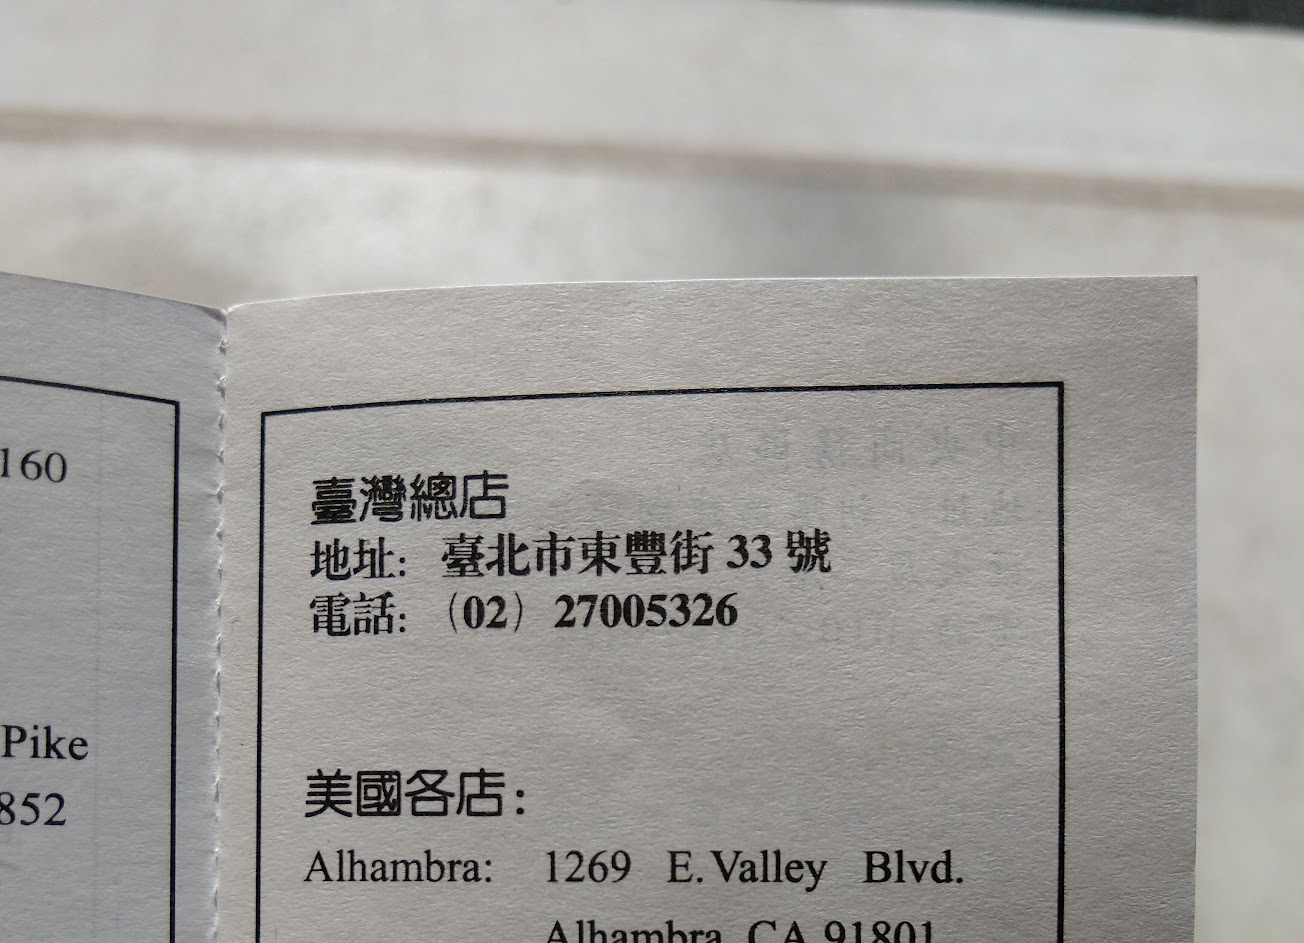 160
Pike
852
臺灣總店
地址: 臺北市東豐街 33 號
電話: (02) 27005326
美國各店:
Alhambra: 1269 E. Valley Blvd.
Alhambra, CA 91801